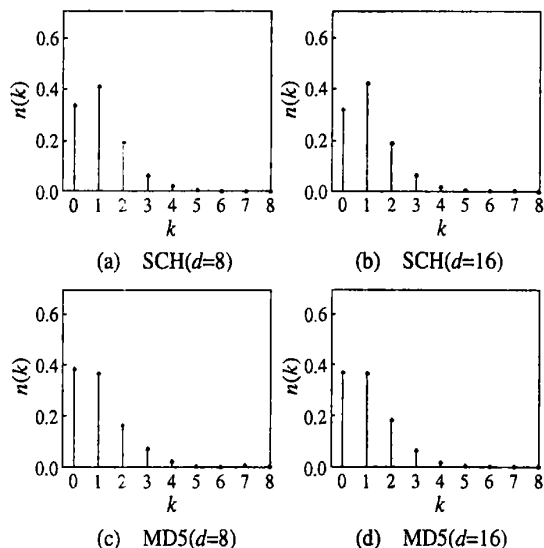 0.6 0.6
0.4 0.4
n(k) n(k)
0.2 0.2
0.0 0.0
0 1 2 3 4 5 6 7 8 0 1 2 3 4 5 6 7 8
k k
(a) SCH(d=8) (b) SCH(d=16)
0.6 0.6
0.4 0.4
n(k) n(k)
0.2 0.2
0.0 0.0
0 1 2 3 4 5 6 7 8 0 1 2 3 4 5 6 7 8
k k
(c) MD5(d=8) (d) MD5(d=16)